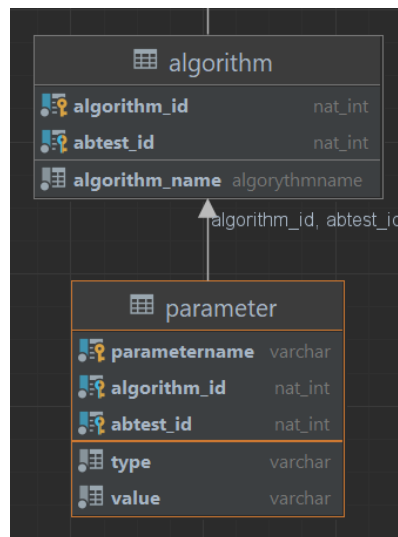 algorithm
algorithm_id nat_int
abtest_id nat_int
algorithm_name algorythmname
algorithm_id, abtest_id
parameter
parametername varchar
algorithm_id nat_int
abtest_id nat_int
type varchar
value varchar